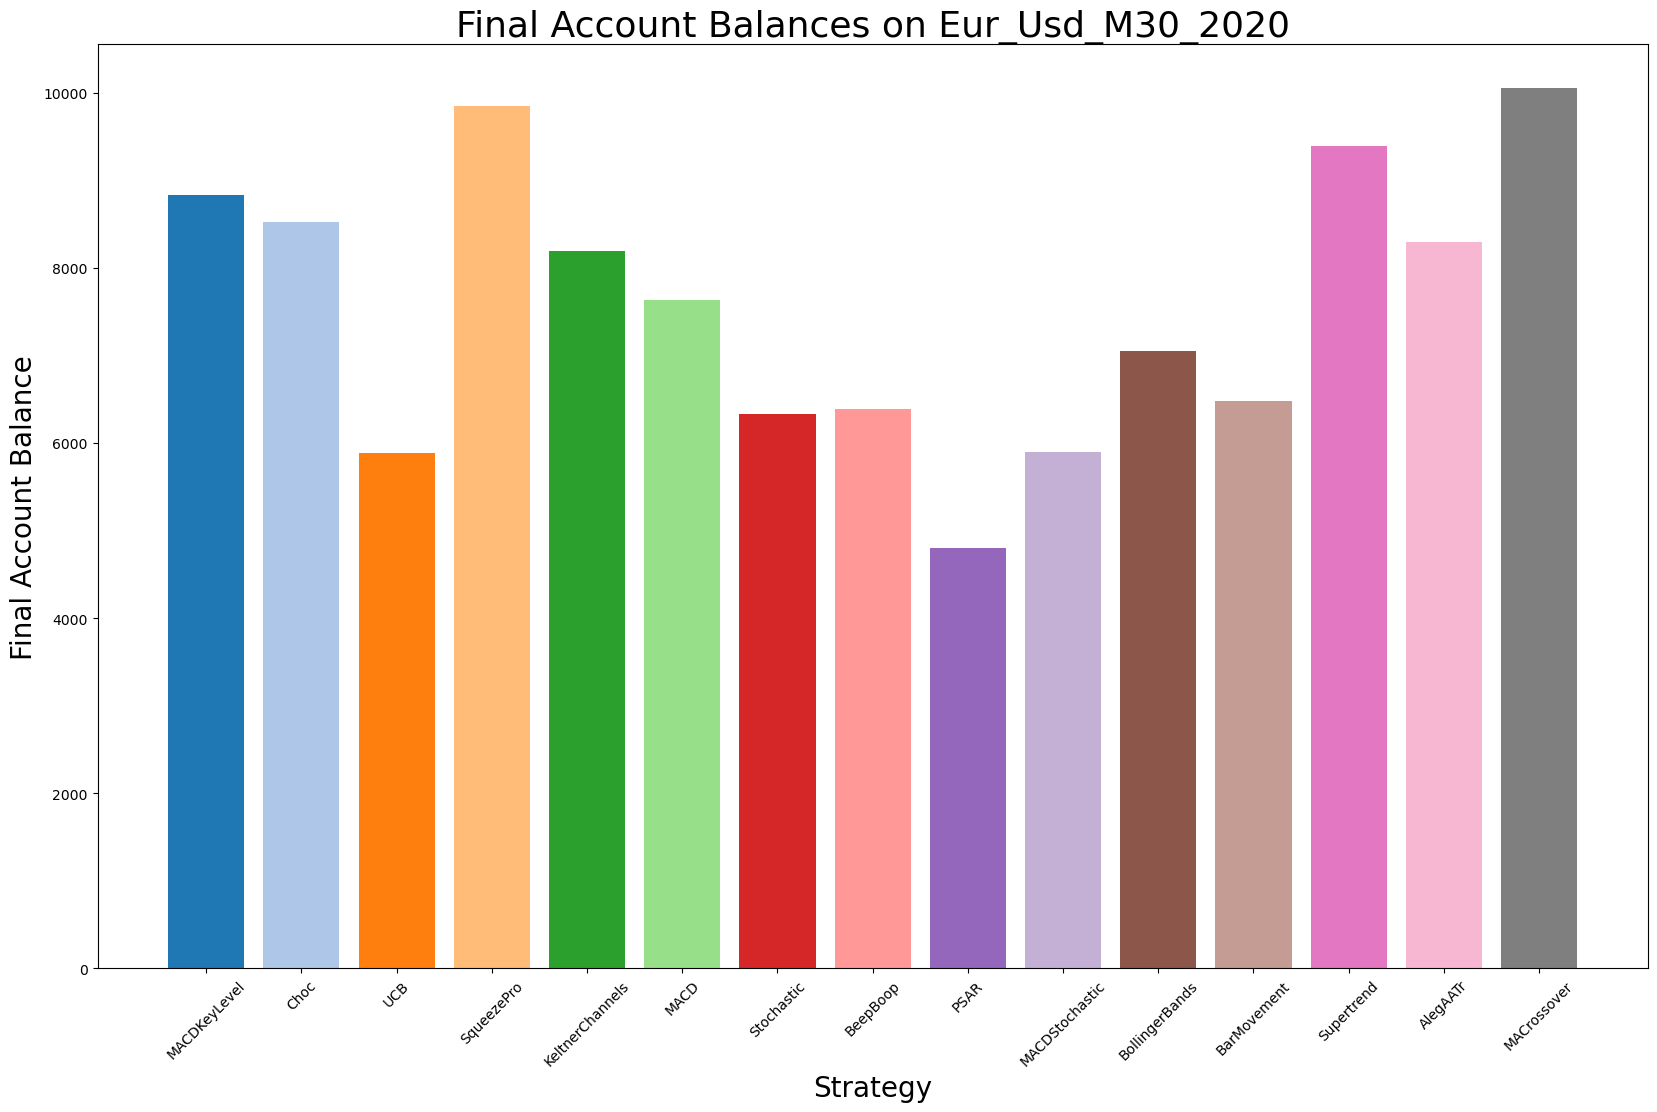 Final Account Balances on Eur_Usd_M30_2020
Final Account Balance
10000
8000
6000
4000
2000
0
MACDKeyLevel
Choc
UCB
SqueezePro
KeltnerChannels
MACD
Stochastic
BeepBoop
PSAR
MACDStochastic
BollingerBands
BarMovement
Supertrend
AlegAATr
MACrossover
Strategy